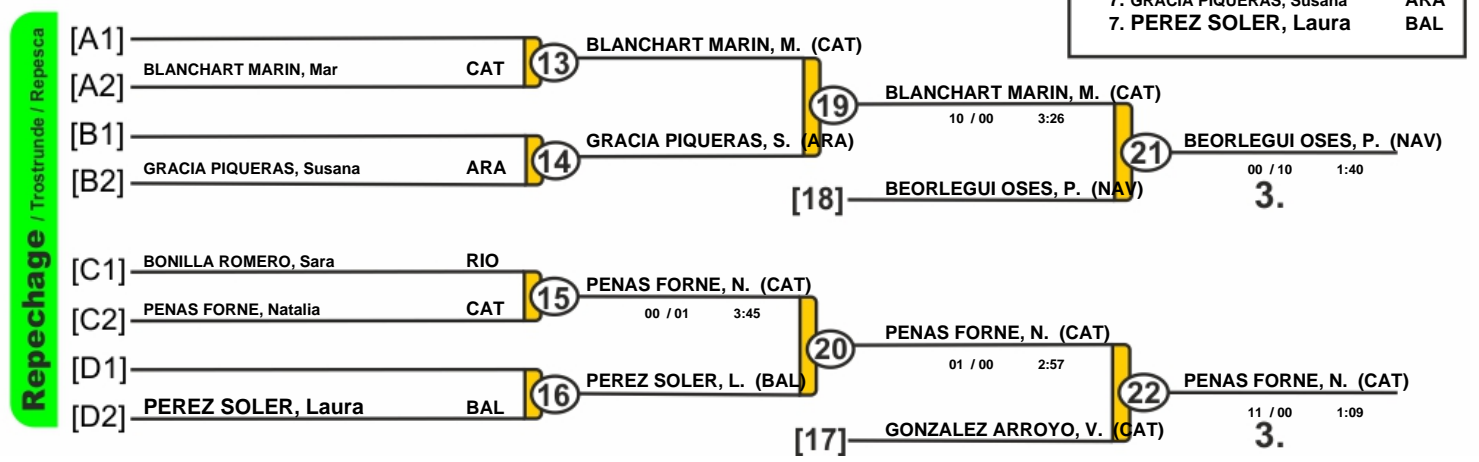 7. GRACIA PIQUERAS, Susana ARA
7. PEREZ SOLER, Laura BAL
Repechage / Trostrunde / Repesca
[A1]
[A2] BLANCHART MARIN, Mar CAT
13
BLANCHART MARIN, M. (CAT)
[B1]
[B2] GRACIA PIQUERAS, Susana ARA
14
GRACIA PIQUERAS, S. (ARA)
19
BLANCHART MARIN, M. (CAT)
10 / 00 3:26
[18] BEORLEGUI OSES, P. (NAV)
21
BEORLEGUI OSES, P. (NAV)
00 / 10 1:40
3.
[C1] BONILLA ROMERO, Sara RIO
[C2] PENAS FORNE, Natalia CAT
15
PENAS FORNE, N. (CAT)
00 / 01 3:45
[D1]
[D2] PEREZ SOLER, Laura BAL
16
PEREZ SOLER, L. (BAL)
20
PENAS FORNE, N. (CAT)
01 / 00 2:57
[17] GONZALEZ ARROYO, V. (CAT)
22
PENAS FORNE, N. (CAT)
11 / 00 1:09
3.